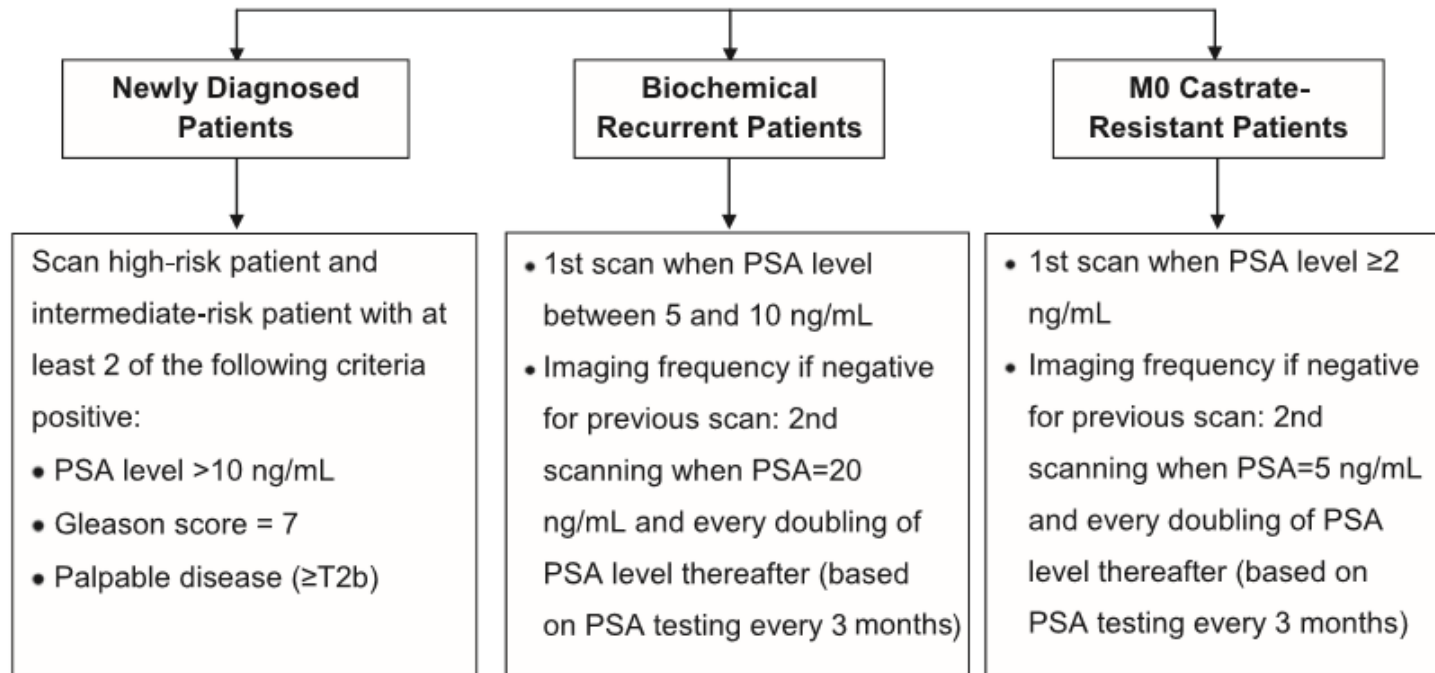 Newly Diagnosed
Patients
Scan high-risk patient and
intermediate-risk patient with at
least 2 of the following criteria
positive:
• PSA level >10 ng/mL
• Gleason score = 7
• Palpable disease (≥T2b)
Biochemical
Recurrent Patients
• 1st scan when PSA level
between 5 and 10 ng/mL
• Imaging frequency if negative
for previous scan: 2nd
scanning when PSA=20
ng/mL and every doubling of
PSA level thereafter (based
on PSA testing every 3 months)
M0 Castrate-
Resistant Patients
• 1st scan when PSA level ≥2
ng/mL
• Imaging frequency if negative
for previous scan: 2nd
scanning when PSA=5 ng/mL
and every doubling of PSA
level thereafter (based on
PSA testing every 3 months)